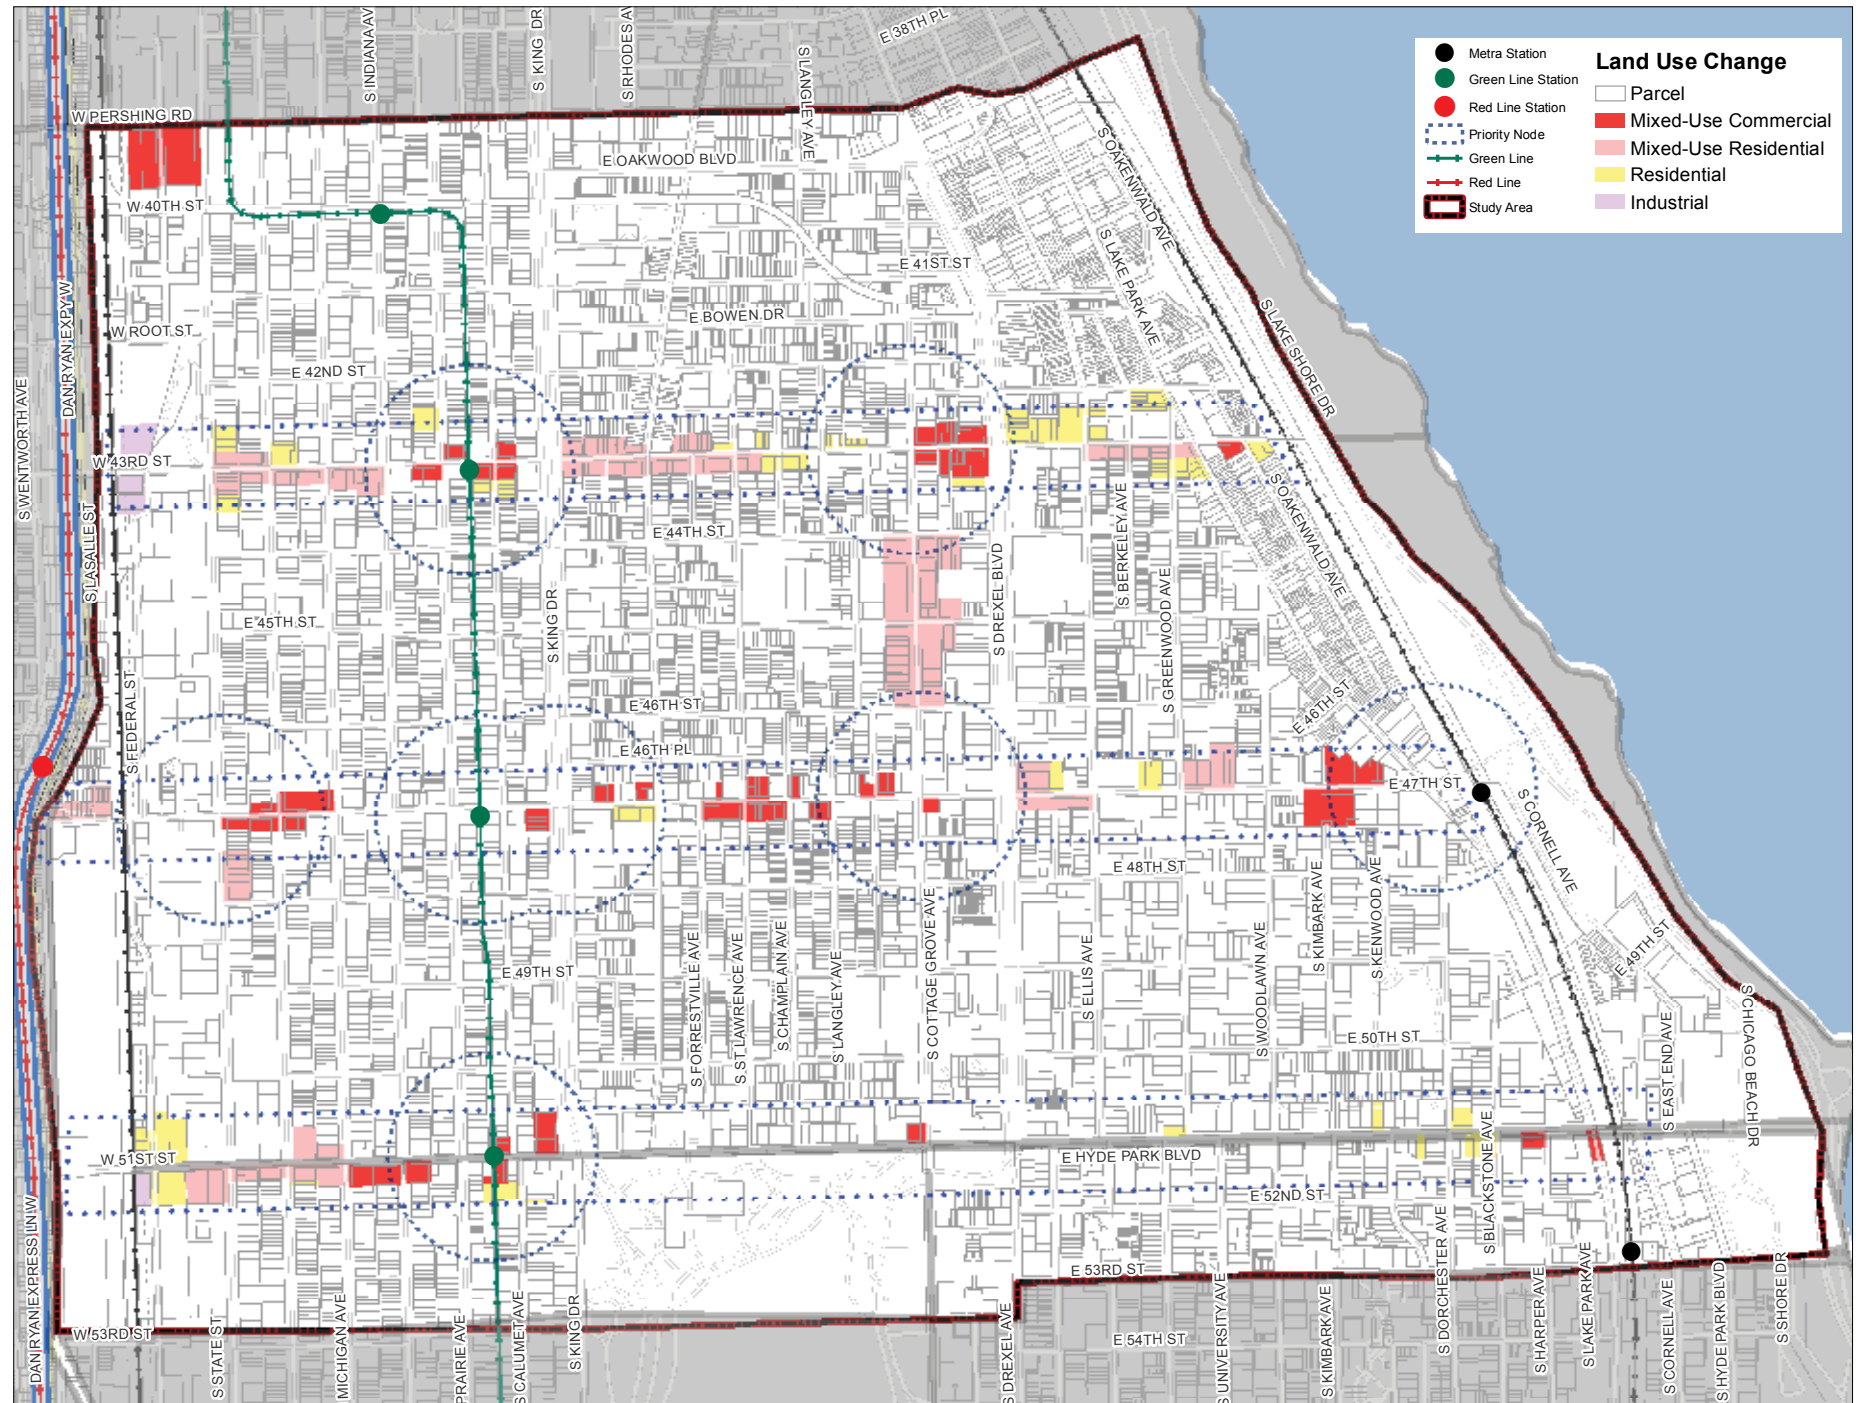 E 38TH PL
S INDIANA AV
S KING DR
S RHODES AV
S LANGLEY AVE
Metra Station
Green Line Station
Red Line Station
Priority Node
Green Line
Red Line
Study Area
Land Use Change
Parcel
Mixed-Use Commercial
Mixed-Use Residential
Residential
Industrial
W PERSHING RD
E OAKWOOD BLVD
S OAKENWALD AVE
W 40TH ST
S LAKE PARK AVE
E 41ST ST
W ROOT ST
E BOWEN DR
S LAKE SHORE DR
DAN RYAN EXPY W
E 42ND ST
S WENTWORTH AVE
W 43RD ST
S LASALLE ST
E 44TH ST
S BERKELEY AVE
S OAKENWALD AVE
S DREXEL BLVD
S KING DR
E 45TH ST
S GREENWOOD AVE
S FEDERAL ST
E 46TH ST
E 46TH ST
E 46TH PL
E 47TH ST
S CORNELL AVE
E 48TH ST
S KIMBARK AVE
S KENWOOD AVE
S COTTAGE GROVE AVE
S FORRESTVILLE AVE
S ST LAWRENCE AVE
S CHAMPLAIN AVE
S LANGLEY AVE
S ELLIS AVE
S WOODLAWN AVE
E 49TH ST
E 49TH ST
S CHICAGO BEACH DR
E 50TH ST
S EAST END AVE
W 51ST ST
E HYDE PARK BLVD
S BLACKSTONE AVE
E 52ND ST
DAN RYAN EXPRESS LN W
S DORCHESTER AVE
E 53RD ST
W 53RD ST
S STATE ST
MICHIGAN AVE
PRAIRIE AVE
S CALUMET AVE
S KING DR
S DREXEL AVE
E 54TH ST
S UNIVERSITY AVE
S KIMBARK AVE
S HARPER AVE
S LAKE PARK AVE
S CORNELL AVE
S HYDE PARK BLVD
S SHORE DR